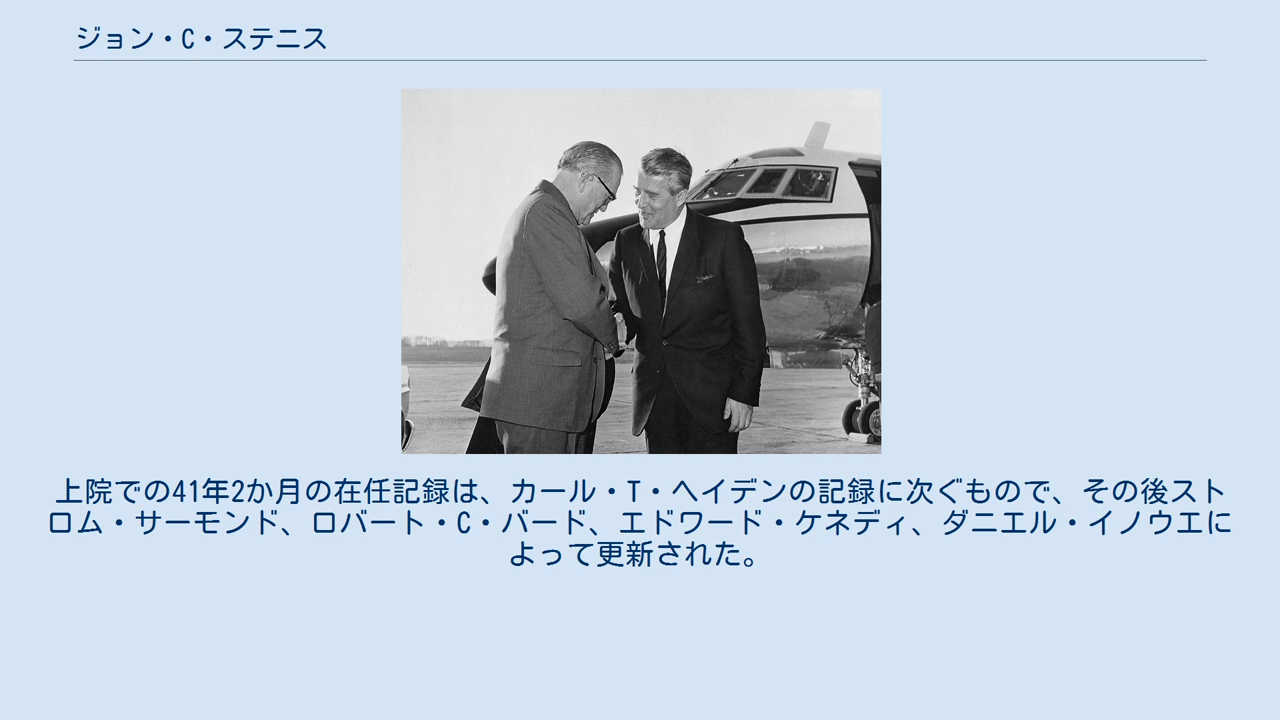 ジョン・C・ステニス
上院での41年2か月の在任記録は、カール・T・ヘイデンの記録に次ぐもので、その後スト
ロム・サーモンド、ロバート・C・バード、エドワード・ケネディ、ダニエル・イノウエに
よって更新された。